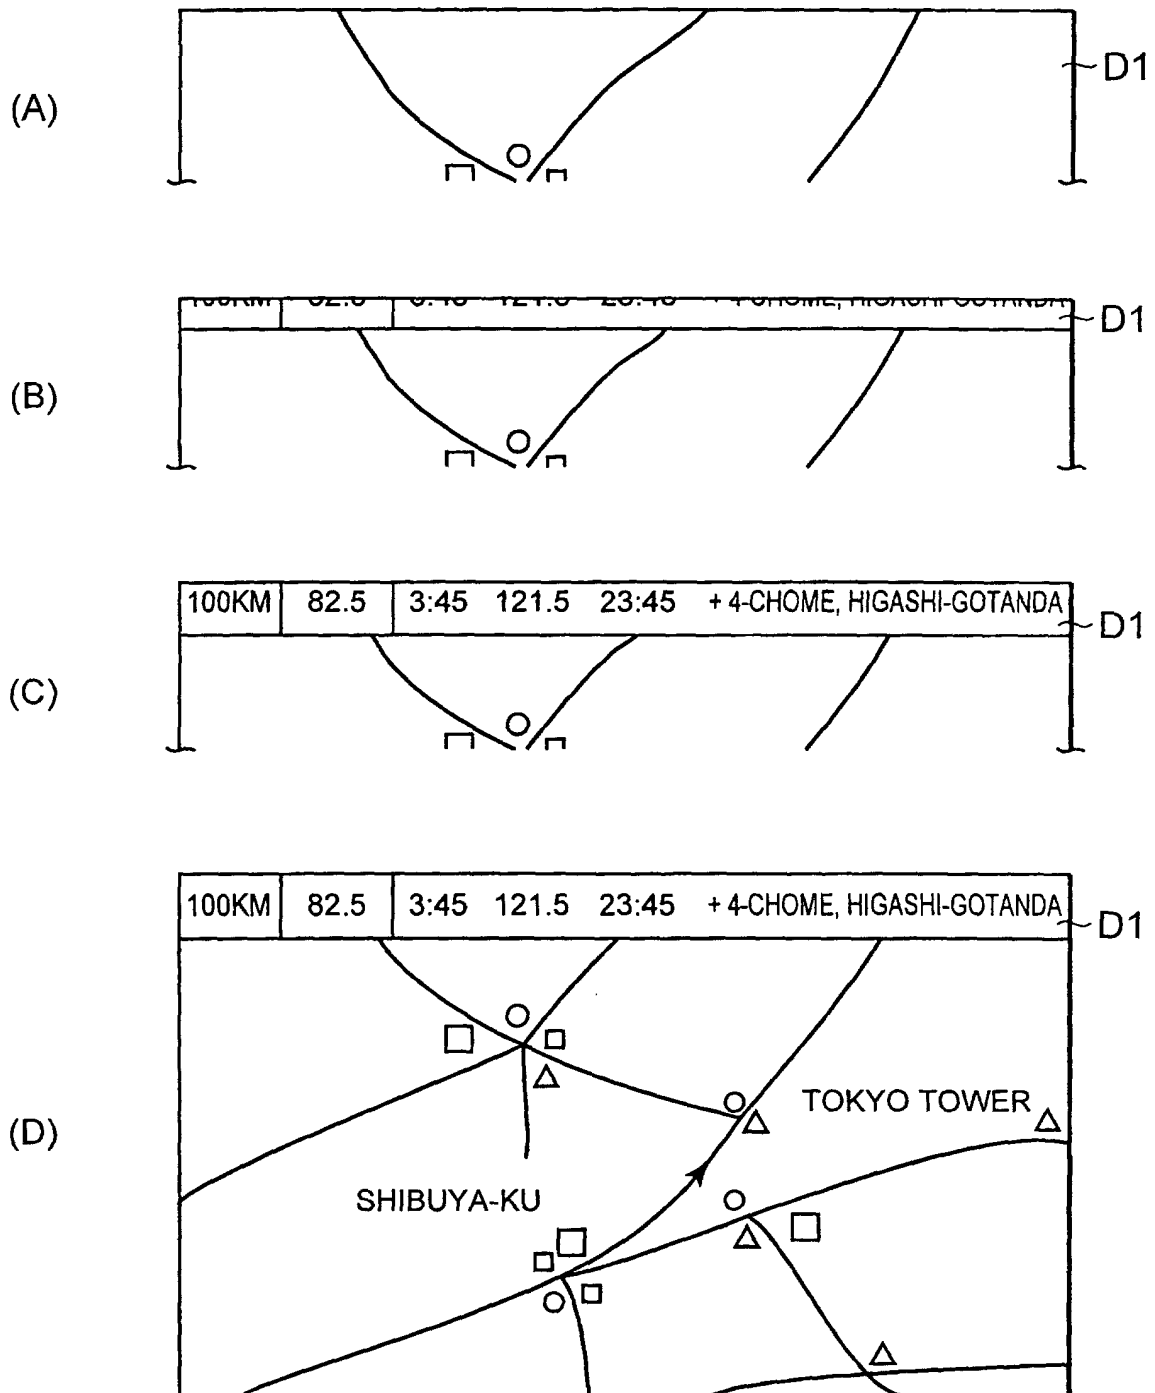 (A)
D1
(B)
D1
(C)
100KM 82.5 3:45 121.5 23:45 + 4-CHOME, HIGASHI-GOTANDA
D1
(D)
100KM 82.5 3:45 121.5 23:45 + 4-CHOME, HIGASHI-GOTANDA
D1
TOKYO TOWER
SHIBUYA-KU